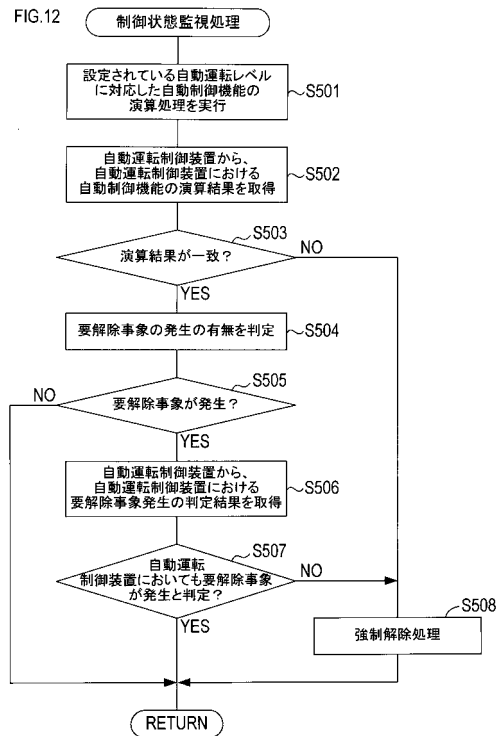 FIG.12
制御状態監視処理
設定されている自動運転レベル
に対応した自動制御機能の
演算処理を実行
S501
自動運転制御装置から、
自動運転制御装置における
自動制御機能の演算結果を取得
S502
S503
演算結果が一致?
NO
YES
要解除事象の発生の有無を判定
S504
S505
NO
要解除事象が発生?
YES
自動運転制御装置から、
自動運転制御装置における
要解除事象発生の判定結果を取得
S506
S507
自動運転
制御装置においても要解除事象
が発生と判定?
NO
YES
S508
強制解除処理
RETURN